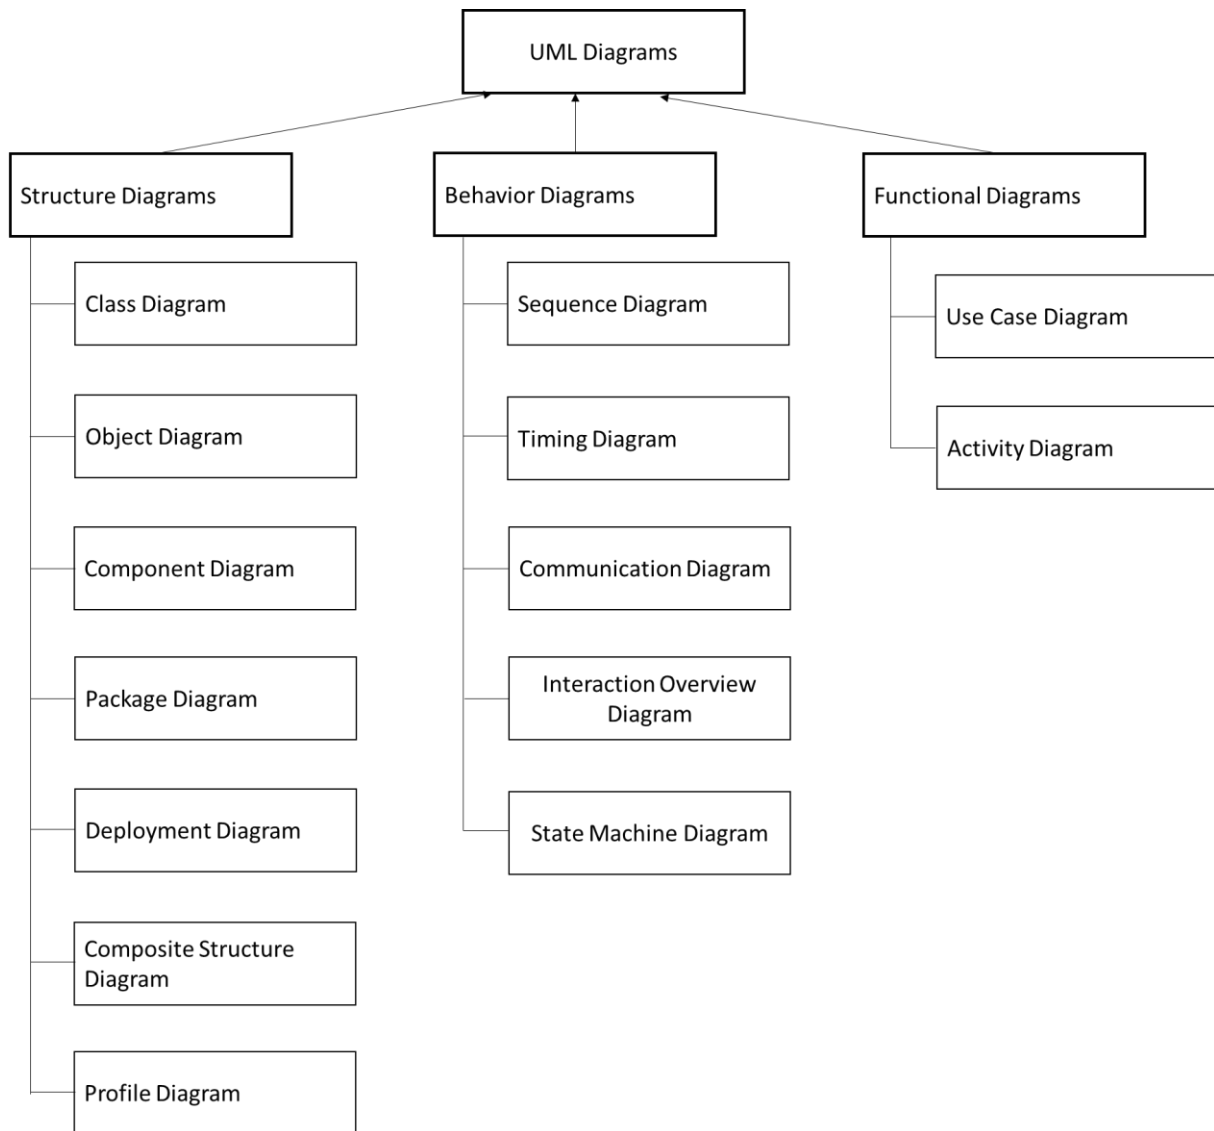 UML Diagrams
Structure Diagrams
Behavior Diagrams
Functional Diagrams
Class Diagram
Object Diagram
Component Diagram
Package Diagram
Deployment Diagram
Composite Structure
Diagram
Profile Diagram
Sequence Diagram
Timing Diagram
Communication Diagram
Interaction Overview
Diagram
State Machine Diagram
Use Case Diagram
Activity Diagram